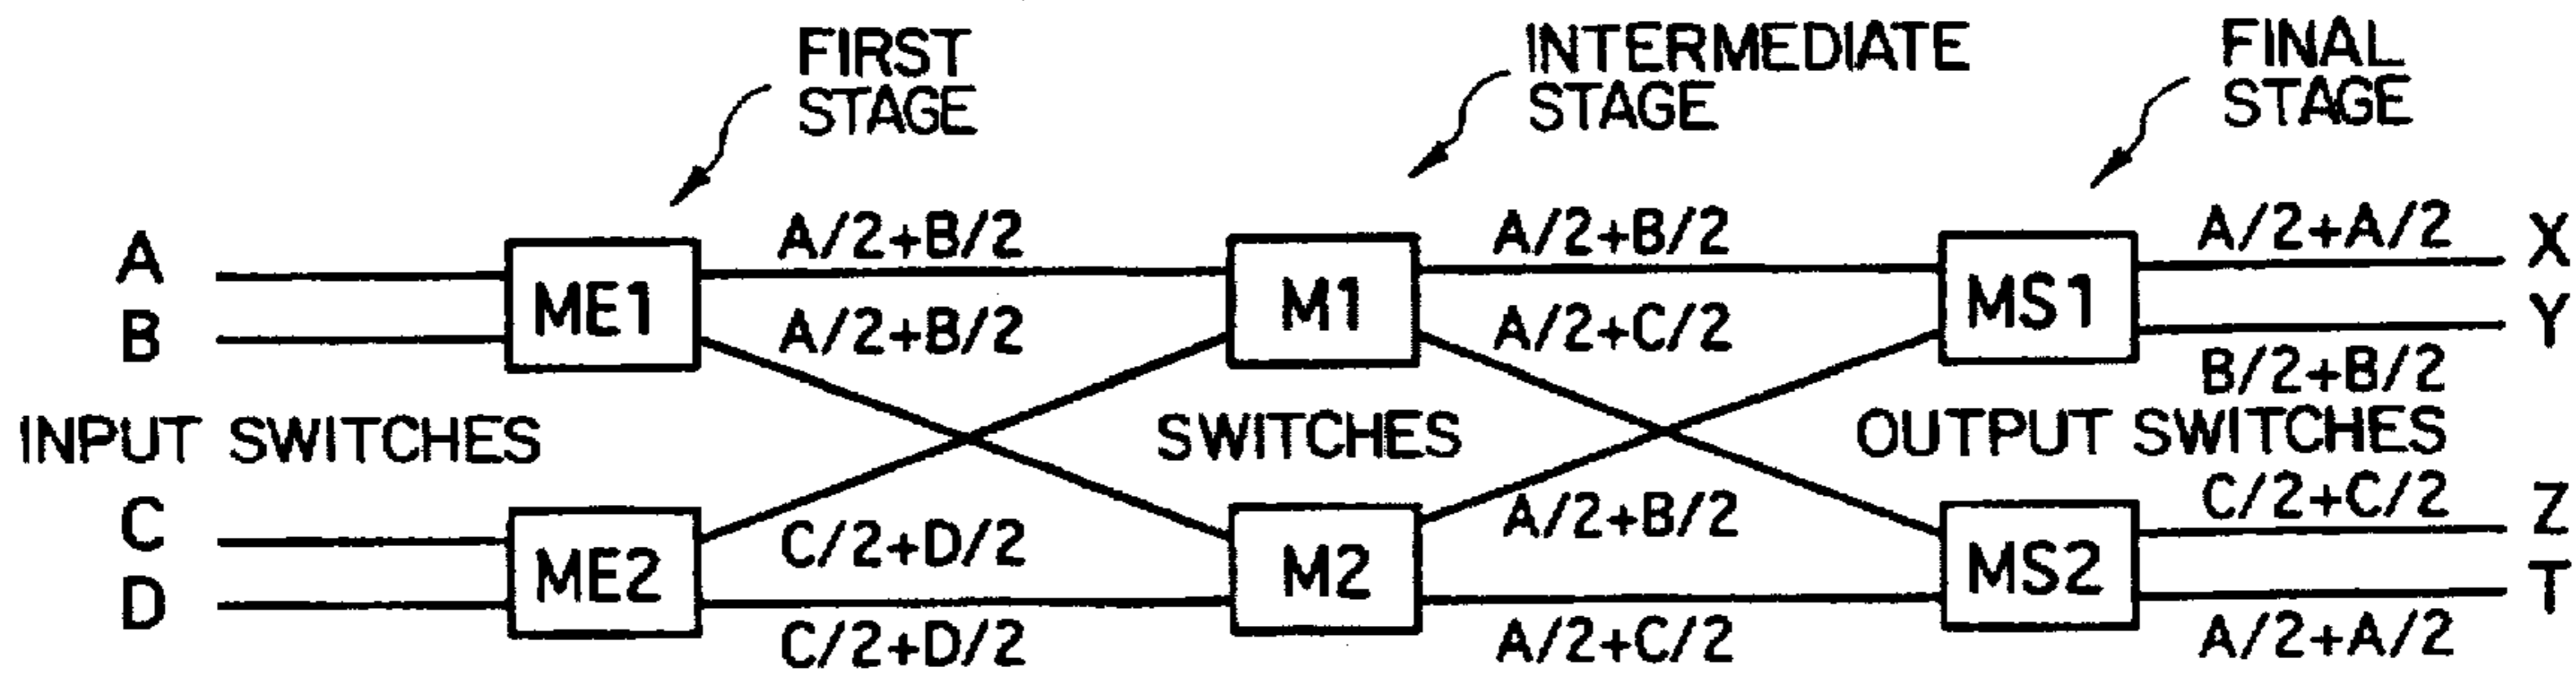 FIRST
STAGE
INTERMEDIATE
STAGE
FINAL
STAGE
A
B
ME1
A/2+B/2
A/2+B/2
M1
A/2+B/2
A/2+C/2
MS1
A/2+A/2
X
Y
B/2+B/2
INPUT SWITCHES
SWITCHES
OUTPUT SWITCHES
C
D
ME2
C/2+D/2
C/2+D/2
M2
A/2+B/2
A/2+C/2
MS2
C/2+C/2
Z
T
A/2+A/2